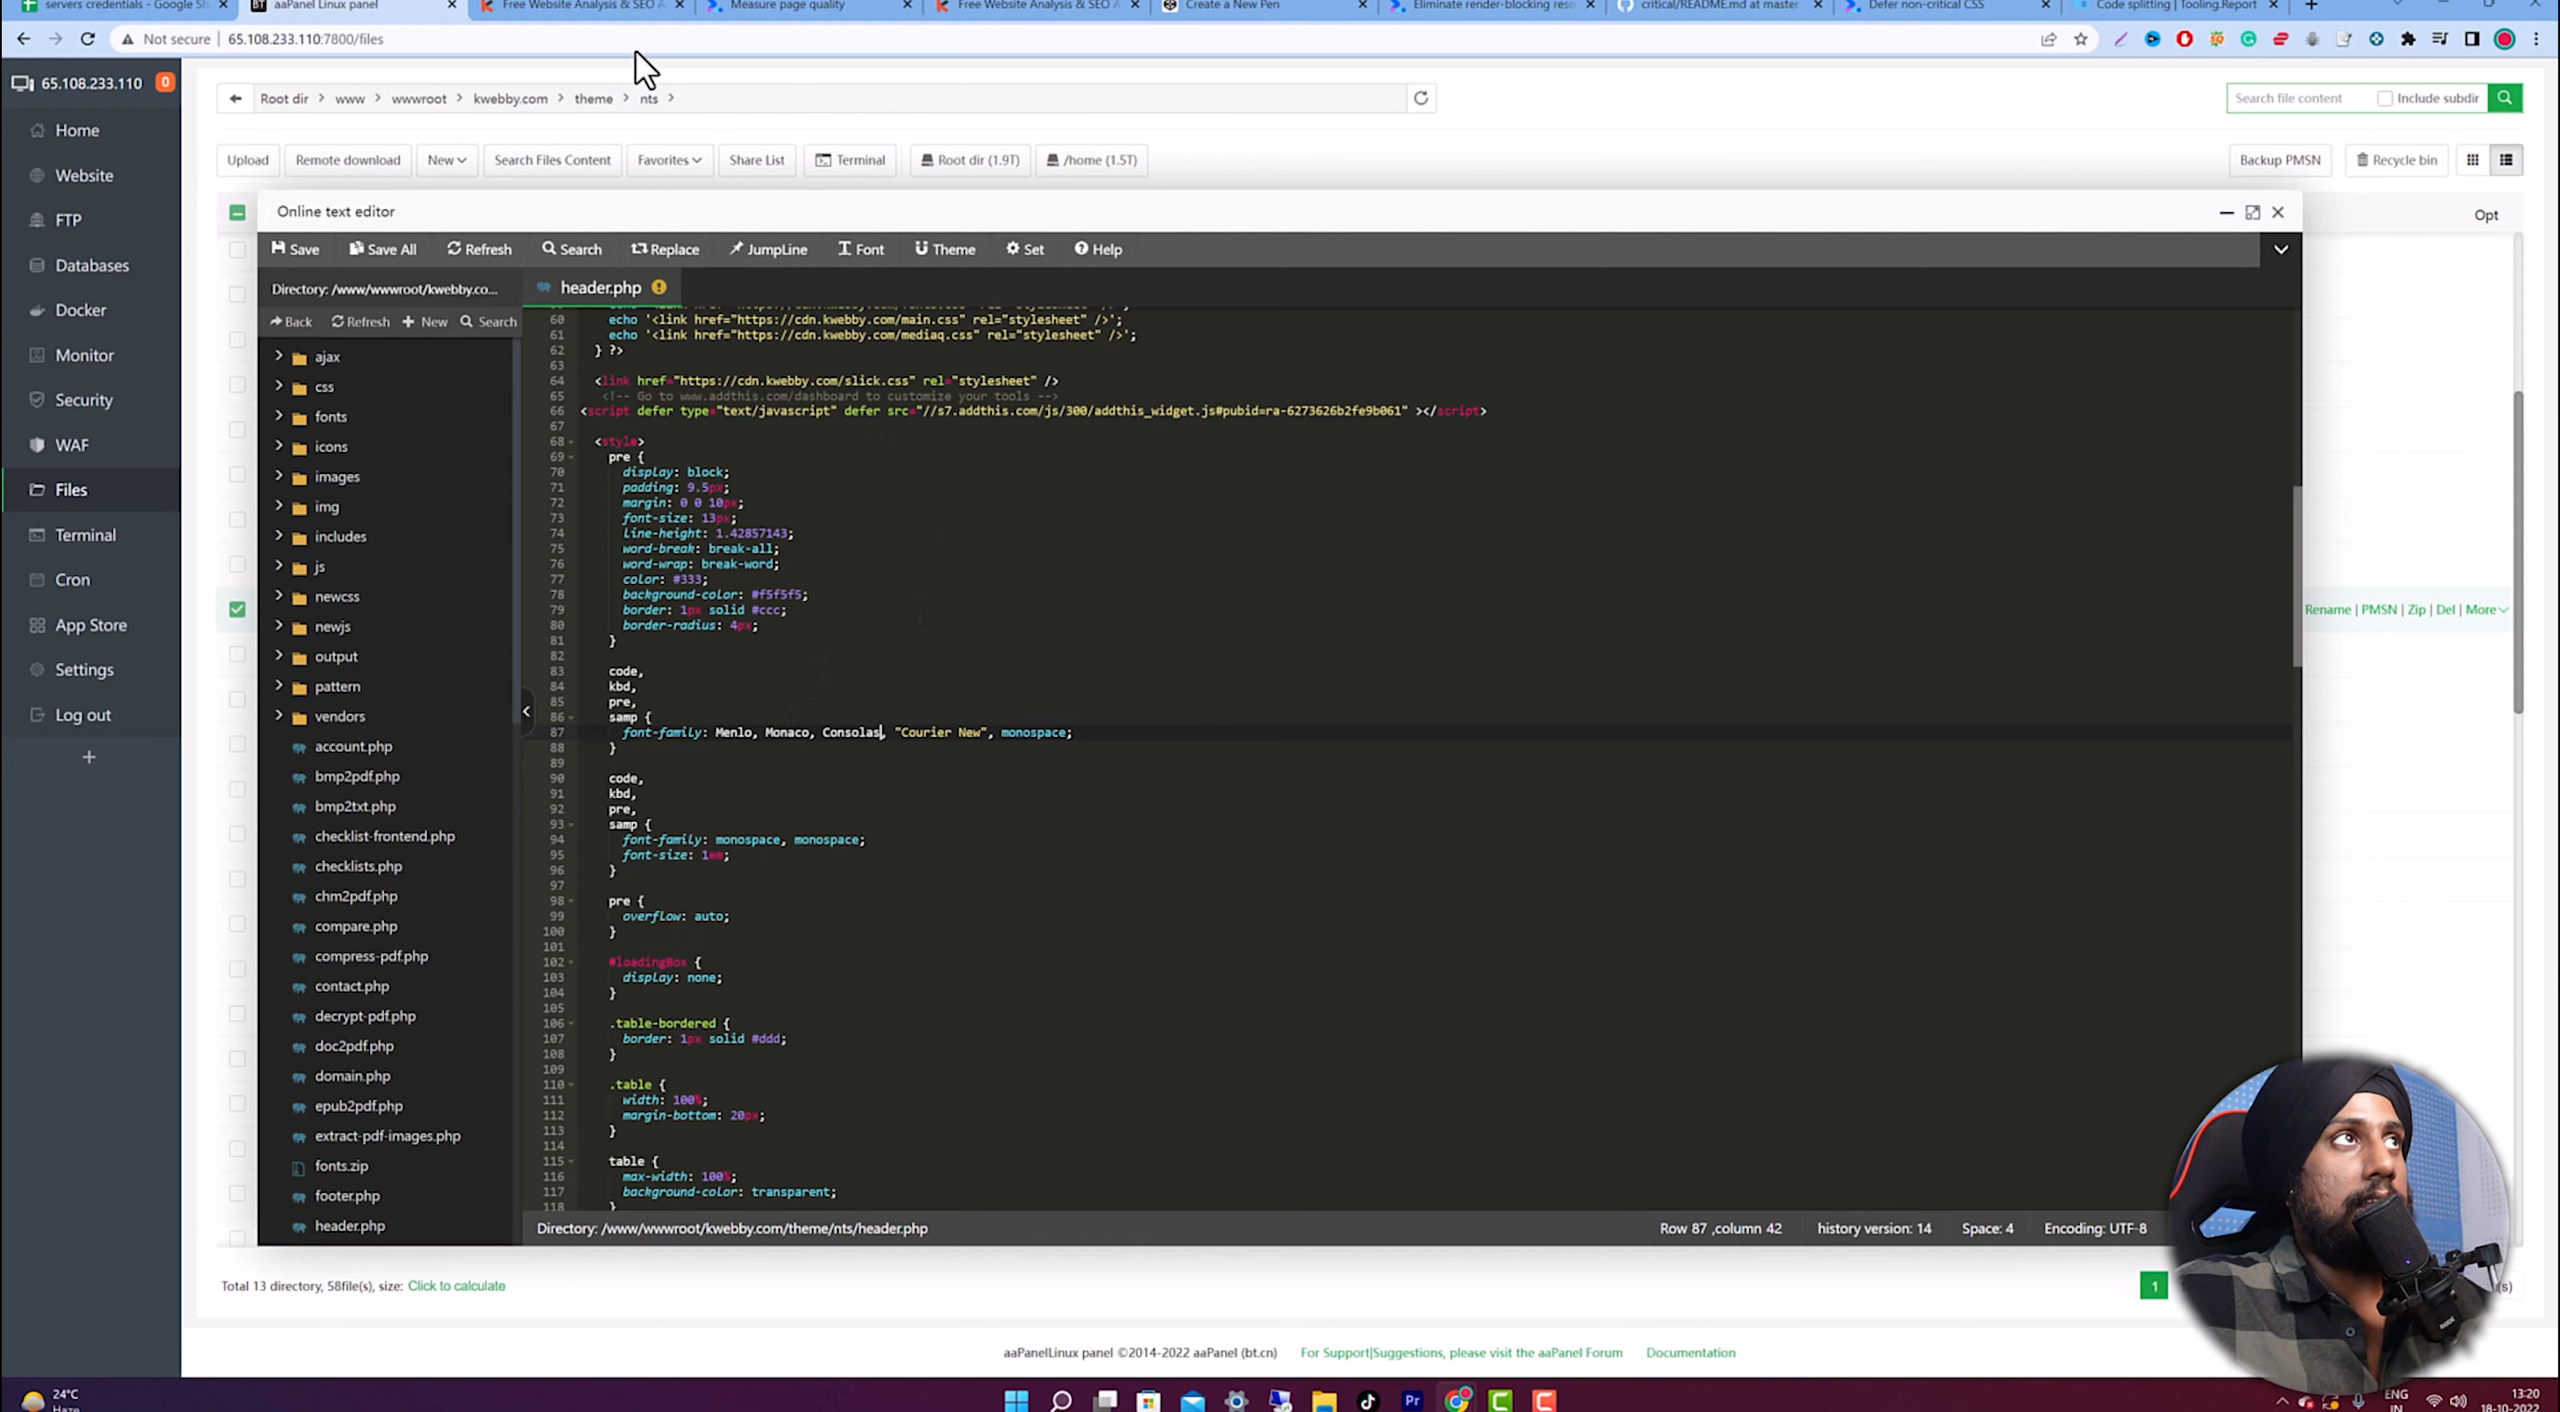 servers credentials - Google Sh
aaPanel Linux panel
Free Website Analysis & SEO A
Measure page quality
Free Website Analysis & SEO A
Create a New Pen
Eliminate render-blocking reso
critical/README.md at master
Defer non-critical CSS
Code splitting | Tooling.Report
Not secure | 65.108.233.110:7800/files
65.108.233.110
0
Home
Website
FTP
Databases
Docker
Monitor
Security
WAF
Files
Terminal
Cron
App Store
Settings
Log out
Root dir > www > wwwroot > kwebby.com > theme > nts >
Search file content
Include subdir
Upload
Remote download
New
Search Files Content
Favorites
Share List
Terminal
Root dir (1.9T)
/home (1.5T)
Backup PMSN
Recycle bin
Opt
Online text editor
Save
Save All
Refresh
Search
Replace
JumpLine
Font
Theme
Set
Help
Directory: /www/wwwroot/kwebby.co...
header.php
Back
Refresh
New
Search
ajax
css
fonts
icons
images
img
includes
js
newcss
newjs
output
pattern
vendors
account.php
bmp2pdf.php
bmp2txt.php
checklist-frontend.php
checklists.php
chm2pdf.php
compare.php
compress-pdf.php
contact.php
decrypt-pdf.php
doc2pdf.php
domain.php
epub2pdf.php
extract-pdf-images.php
fonts.zip
footer.php
header.php
60 echo '<link href="https://cdn.kwebby.com/main.css" rel="stylesheet" />';
61 echo '<link href="https://cdn.kwebby.com/mediaq.css" rel="stylesheet" />';
62 } ?>
63
64 <link href="https://cdn.kwebby.com/slick.css" rel="stylesheet" />
65 <!-- Go to www.addthis.com/dashboard to customize your tools -->
66 <script defer type="text/javascript" defer src="//s7.addthis.com/js/300/addthis_widget.js#pubid=ra-6273626b2fe9b061" ></script>
67
68 <style>
69 pre {
70 display: block;
71 padding: 9.5px;
72 margin: 0 0 10px;
73 font-size: 13px;
74 line-height: 1.42857143;
75 word-break: break-all;
76 word-wrap: break-word;
77 color: #333;
78 background-color: #f5f5f5;
79 border: 1px solid #ccc;
80 border-radius: 4px;
81 }
82
83 code,
84 kbd,
85 pre,
86 samp {
87 font-family: Menlo, Monaco, Consolas, "Courier New", monospace;
88 }
89
90 code,
91 kbd,
92 pre,
93 samp {
94 font-family: monospace, monospace;
95 font-size: 1em;
96 }
97
98 pre {
99 overflow: auto;
100 }
101
102 #loadingBox {
103 display: none;
104 }
105
106 .table-bordered {
107 border: 1px solid #ddd;
108 }
109
110 .table {
111 width: 100%;
112 margin-bottom: 20px;
113 }
114
115 table {
116 max-width: 100%;
117 background-color: transparent;
118 }
Rename | PMSN | Zip | Del | More
Directory: /www/wwwroot/kwebby.com/theme/nts/header.php
Row 87 ,column 42
history version: 14
Space: 4
Encoding: UTF-8
Total 13 directory, 58file(s), size: Click to calculate
1
(s)
aaPanelLinux panel ©2014-2022 aaPanel (bt.cn)
For Support|Suggestions, please visit the aaPanel Forum
Documentation
24°C
Haze
ENG
IN
13:20
18-10-2022